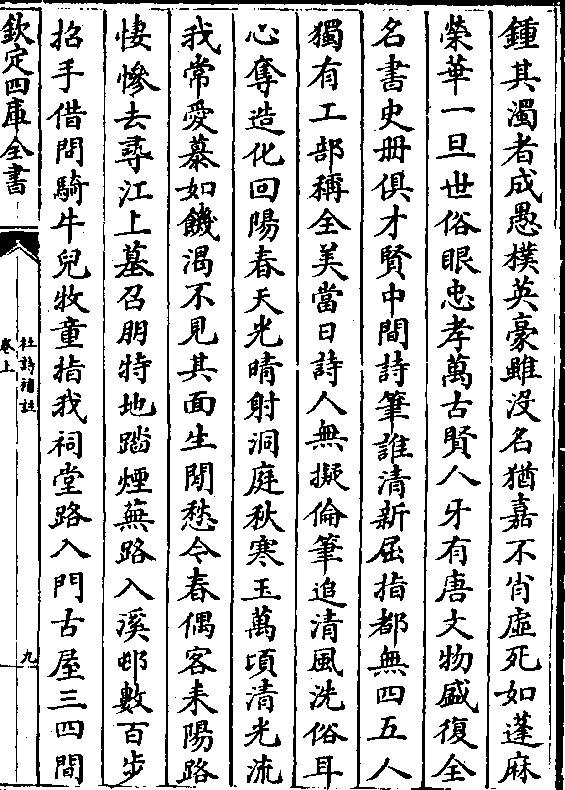 鍾其濁者成愚樸英豪雖沒名猶嘉不肖虛死如蓬麻
榮華一旦世俗眼忠孝萬古賢人牙有唐文物盛復全
名書史册俱才賢中間詩筆誰清新屈指都無四五人
獨有工部稱全美當日詩人無擬倫筆追清風洗俗耳
心奪造化回陽春天光晴射洞庭秋寒玉萬頃清光流
我常愛慕如饑渴不見其面生閒愁今春偶客耒陽路
悽慘去尋江上墓召朋特地踏煙蕪路入溪邨數百步
招手借問騎牛兒牧童指我祠堂路入門古屋三四間
欽定四庫全書
杜詩補註
卷上
九